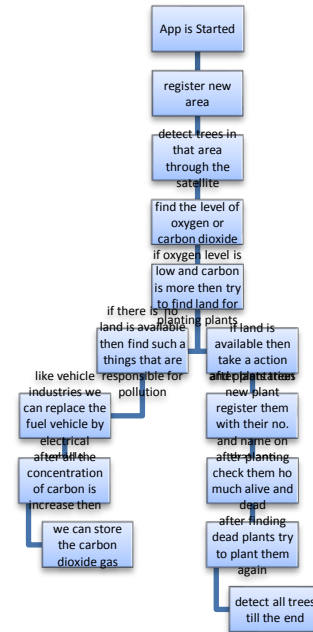 App is Started
register new
area
detect trees in
that area
through the
satellite
find the level of
oxygen or
carbon dioxide
if oxygen level is
low and carbon
is more then try
to find land for
planting plants
if there is no
land is available
then find such a
things that are
responsible for
pollution
if land is
available then
take a action
like vehicle
industries we
can replace the
fuel vehicle by
electrical
new plant
register them
with their no.
and name on
after all the
concentration
of carbon is
increase then
after planting
check them ho
much alive and
dead
we can store
the carbon
dioxide gas
after finding
dead plants try
to plant them
again
detect all trees
till the end